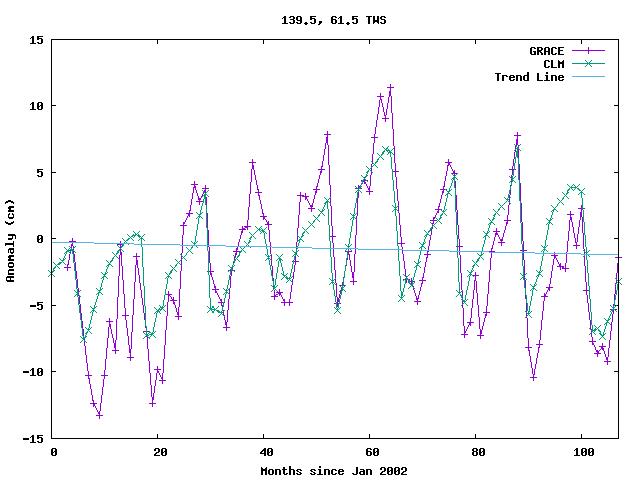 139.5, 61.5 TWS
GRACE
CLM
Trend Line
15
10
5
0
-5
-10
-15
Anomaly (cm)
0 20 40 60 80 100
Months since Jan 2002